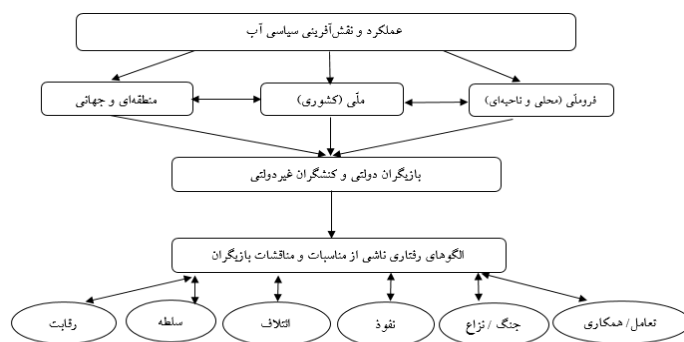 عملکرد و نقش‌آفرینی سیاسی آب
فروملّی (محلی و ناحیه‌ای)
ملّی (کشوری)
منطقه‌ای و جهانی
بازیگران دولتی و کنشگران غیردولتی
الگوهای رفتاری ناشی از مناسبات و مناقشات بازیگران
تعامل/ همکاری
جنگ / نزاع
نفوذ
ائتلاف
سلطه
رقابت